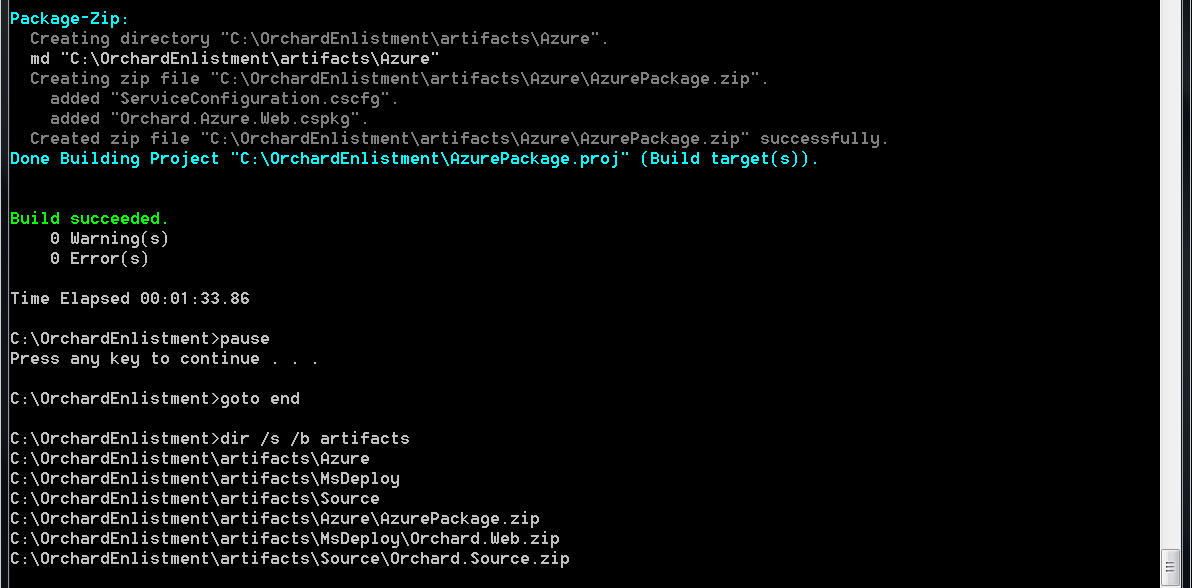 Package-Zip:
Creating directory "C:\OrchardEnlistment\artifacts\Azure".
md "C:\OrchardEnlistment\artifacts\Azure"
Creating zip file "C:\OrchardEnlistment\artifacts\Azure\AzurePackage.zip".
added "ServiceConfiguration.cscfg".
added "Orchard.Azure.Web.cspkg".
Created zip file "C:\OrchardEnlistment\artifacts\Azure\AzurePackage.zip" successfully.
Done Building Project "C:\OrchardEnlistment\AzurePackage.proj" (Build target(s)).
Build succeeded.
0 Warning(s)
0 Error(s)
Time Elapsed 00:01:33.86
C:\OrchardEnlistment>pause
Press any key to continue . . .
C:\OrchardEnlistment>goto end
C:\OrchardEnlistment>dir /s /b artifacts
C:\OrchardEnlistment\artifacts\Azure
C:\OrchardEnlistment\artifacts\MsDeploy
C:\OrchardEnlistment\artifacts\Source
C:\OrchardEnlistment\artifacts\Azure\AzurePackage.zip
C:\OrchardEnlistment\artifacts\MsDeploy\Orchard.Web.zip
C:\OrchardEnlistment\artifacts\Source\Orchard.Source.zip